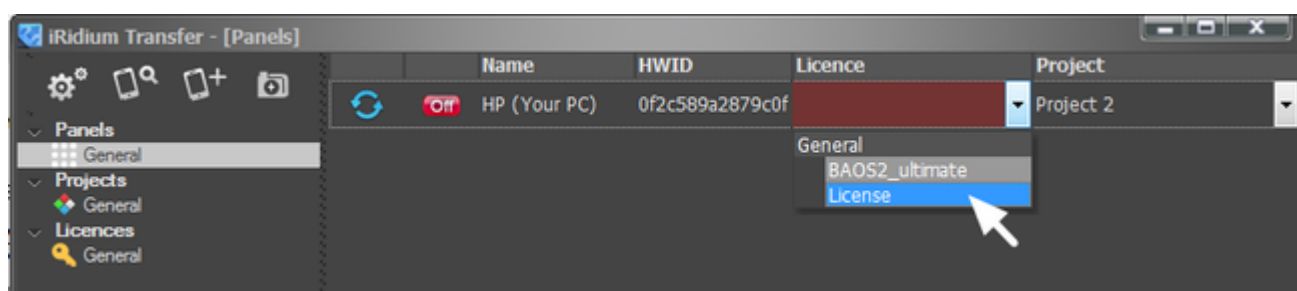 iRidium Transfer - [Panels]
Name HWID Licence Project
Off HP (Your PC) 0f2c589a2879c0f Project 2
Panels
General
Projects
General
Licences
General
General
BAOS2_ultimate
License